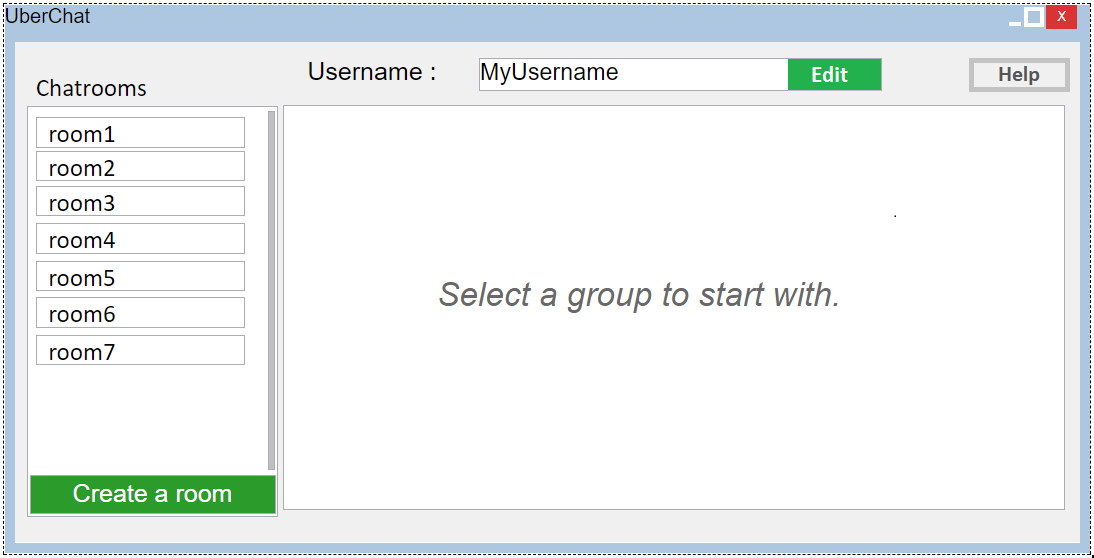 UberChat
X
Username :
MyUsername
Edit
Help
Chatrooms
room1
room2
room3
room4
room5
room6
room7
Select a group to start with.
Create a room